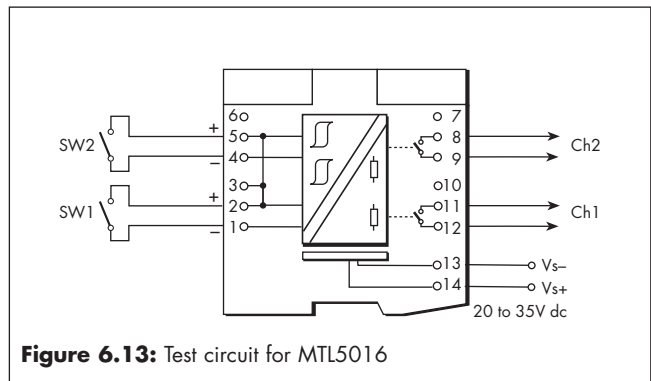 6 7
+ 5 8
SW2 Ch2
– 4 9
3 10
+ 2 11
SW1 Ch1
– 1 12
13 Vs–
14 Vs+
20 to 35V dc
Figure 6.13: Test circuit for MTL5016